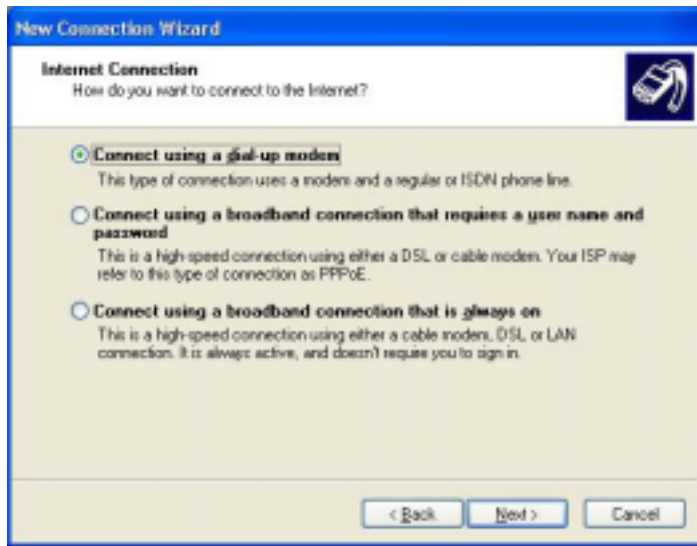 New Connection Wizard
Internet Connection
How do you want to connect to the Internet?
Connect using a dial-up modem
This type of connection uses a modem and a regular or ISDN phone line.
Connect using a broadband connection that requires a user name and
password
This is a high-speed connection using either a DSL or cable modem. Your ISP may
refer to this type of connection as PPPoE.
Connect using a broadband connection that is always on
This is a high-speed connection using either a cable modem, DSL or LAN
connection. It is always active, and doesn't require you to sign in.
< Back
Next >
Cancel